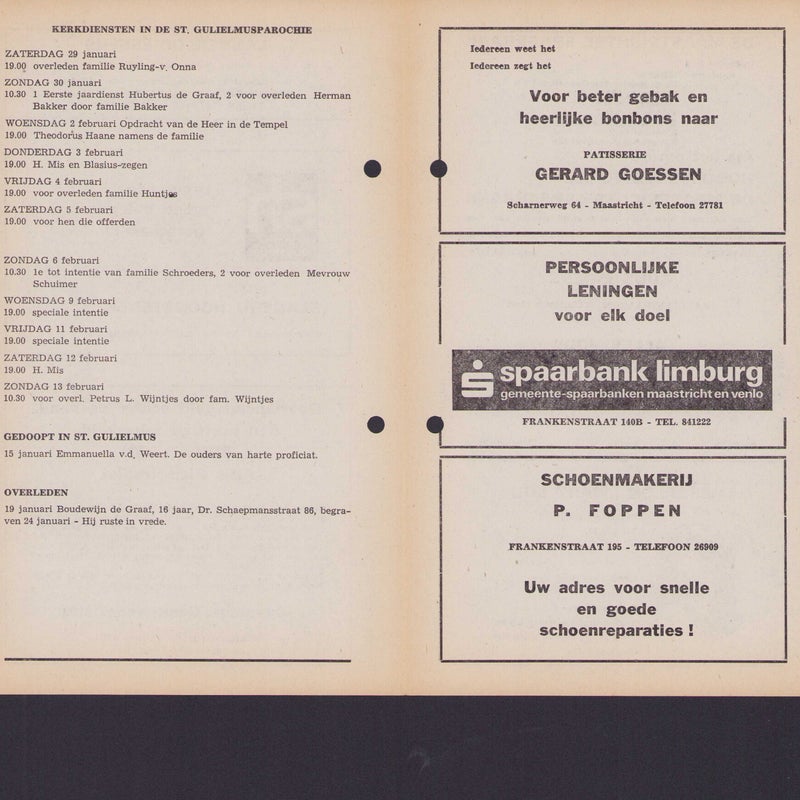 KERKDIENSTEN IN DE ST. GULIELMUSPAROCHIE
ZATERDAG 29 januari
19.00 overleden familie Ruyling-v. Onna
ZONDAG 30 januari
10.30 1 Eerste jaardienst Hubertus de Graaf, 2 voor overleden Herman
Bakker door familie Bakker
WOENSDAG 2 februari Opdracht van de Heer in de Tempel
19.00 Theodorus Haane namens de familie
DONDERDAG 3 februari
19.00 H. Mis en Blasius-zegen
VRIJDAG 4 februari
19.00 voor overleden familie Huntjes
ZATERDAG 5 februari
19.00 voor hen die offerden
ZONDAG 6 februari
10.30 1e tot intentie van familie Schroeders, 2 voor overleden Mevrouw
Schuimer
WOENSDAG 9 februari
19.00 speciale intentie
VRIJDAG 11 februari
19.00 speciale intentie
ZATERDAG 12 februari
19.00 H. Mis
ZONDAG 13 februari
10.30 voor overl. Petrus L. Wijntjes door fam. Wijntjes
GEDOOPT IN ST. GULIELMUS
15 januari Emmanuella v.d. Weert. De ouders van harte proficiat.
OVERLEDEN
19 januari Boudewijn de Graaf, 16 jaar, Dr. Schaepmansstraat 86, begra-
ven 24 januari - Hij ruste in vrede.
Iedereen weet het
Iedereen zegt het
Voor beter gebak en
heerlijke bonbons naar
PATISSERIE
GERARD GOESSEN
Scharnerweg 64 - Maastricht - Telefoon 27781
PERSOONLIJKE
LENINGEN
voor elk doel
spaarbank limburg
gemeente-spaarbanken maastricht en venlo
FRANKENSTRAAT 140B - TEL. 841222
SCHOENMAKERIJ
P. FOPPEN
FRANKENSTRAAT 195 - TELEFOON 26909
Uw adres voor snelle
en goede
schoenreparaties !